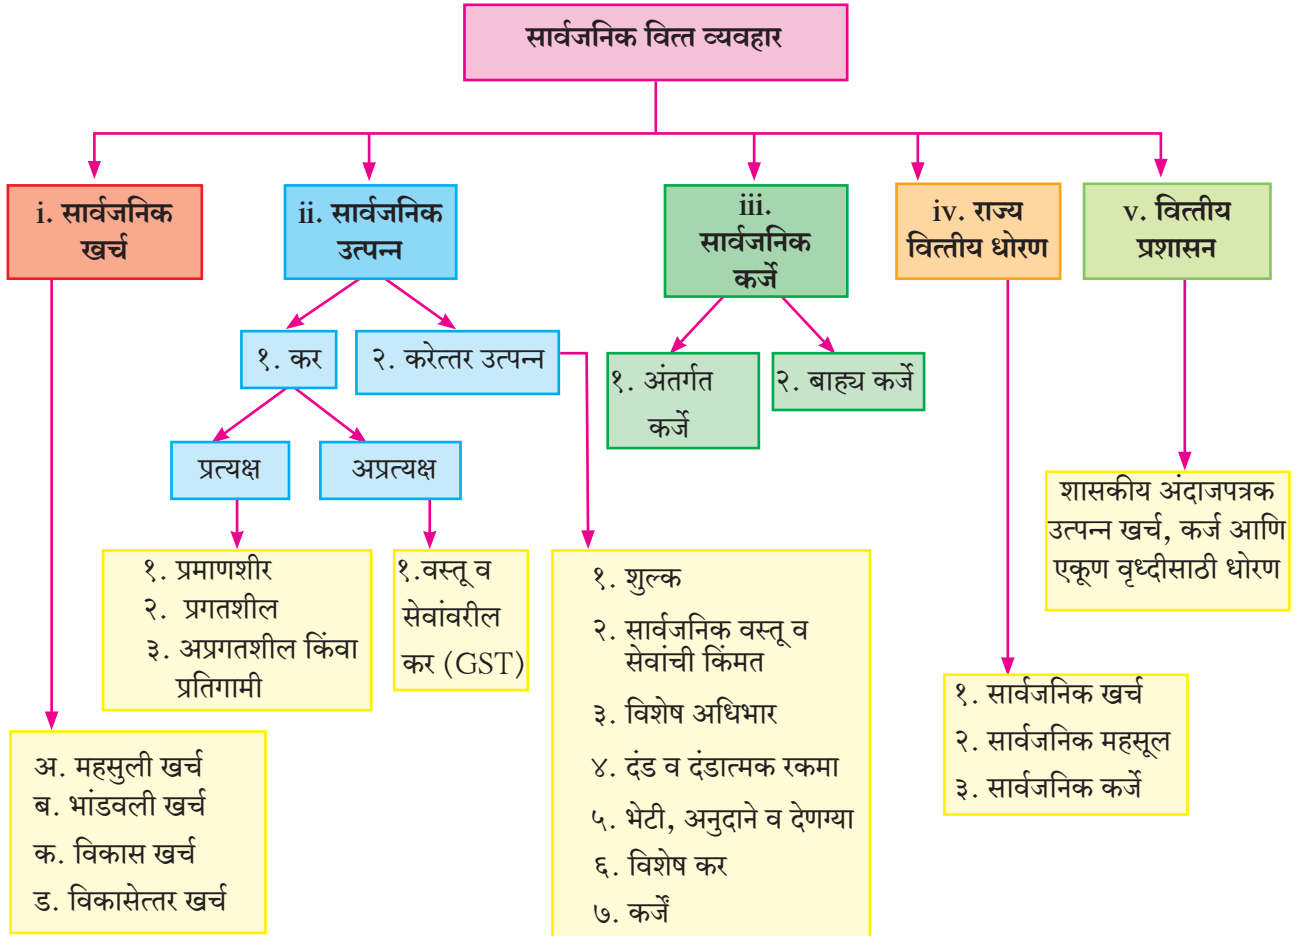 सार्वजनिक वित्त व्यवहार
i. सार्वजनिक
खर्च
ii. सार्वजनिक
उत्पन्न
iii.
सार्वजनिक
कर्जे
iv. राज्य
वित्तीय धोरण
v. वित्तीय
प्रशासन
१. कर
२. करेत्तर उत्पन्न
१. अंतर्गत
कर्जे
२. बाह्य कर्जे
प्रत्यक्ष
अप्रत्यक्ष
१. प्रमाणशीर
२. प्रगतशील
३. अप्रगतशील किंवा
प्रतिगामी
१.वस्तू व
सेवांवरील
कर (GST)
१. शुल्क
२. सार्वजनिक वस्तू व
सेवांची किंमत
३. विशेष अधिभार
४. दंड व दंडात्मक रकमा
५. भेटी, अनुदाने व देणग्या
६. विशेष कर
७. कर्जें
शासकीय अंदाजपत्रक
उत्पन्न खर्च, कर्ज आणि
एकूण वृध्दीसाठी धोरण
१. सार्वजनिक खर्च
२. सार्वजनिक महसूल
३. सार्वजनिक कर्जे
अ. महसुली खर्च
ब. भांडवली खर्च
क. विकास खर्च
ड. विकासेत्तर खर्च